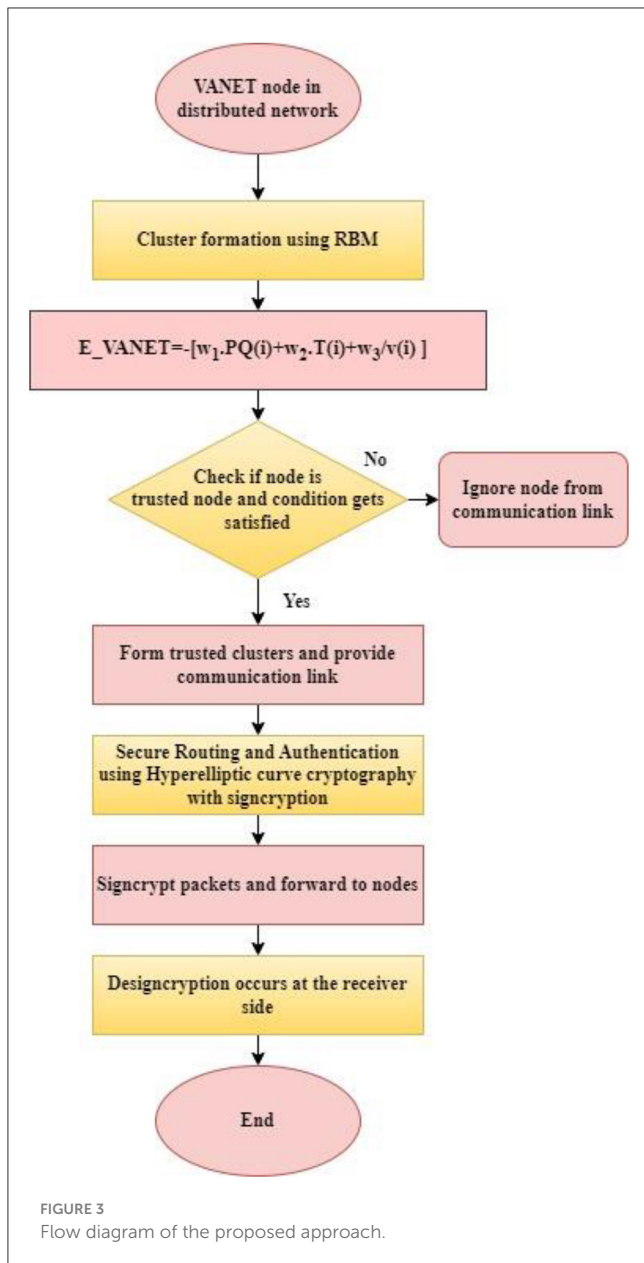 VANET node in
distributed network
Cluster formation using RBM
E_VANET=-[w₁.PQ(i)+w₂.T(i)+w₃/v(i) ]
Check if node is
trusted node and condition gets
satisfied
No
Ignore node from
communication link
Yes
Form trusted clusters and provide
communication link
Secure Routing and Authentication
using Hyperelliptic curve cryptography
with signcryption
Signcrypt packets and forward to nodes
Designcryption occurs at the receiver
side
End
FIGURE 3
Flow diagram of the proposed approach.